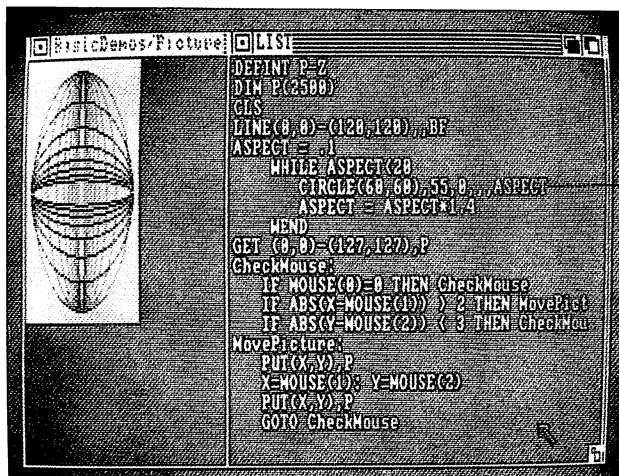 BasicDemos/Picture
LIST
DEFINT P-Z
DIM P(2500)
CLS
LINE(0,0)-(120,120),,BF
ASPECT = .1
WHILE ASPECT<20
CIRCLE(60,60),55,0,,,ASPECT
ASPECT = ASPECT*1.4
WEND
GET (0,0)-(127,127),P
CheckMouse:
IF MOUSE(0)=0 THEN CheckMouse
IF ABS(X-MOUSE(1)) > 2 THEN MovePict
IF ABS(Y-MOUSE(2)) < 3 THEN CheckMou
MovePicture:
PUT(X,Y),P
X=MOUSE(1): Y=MOUSE(2)
PUT(X,Y),P
GOTO CheckMouse